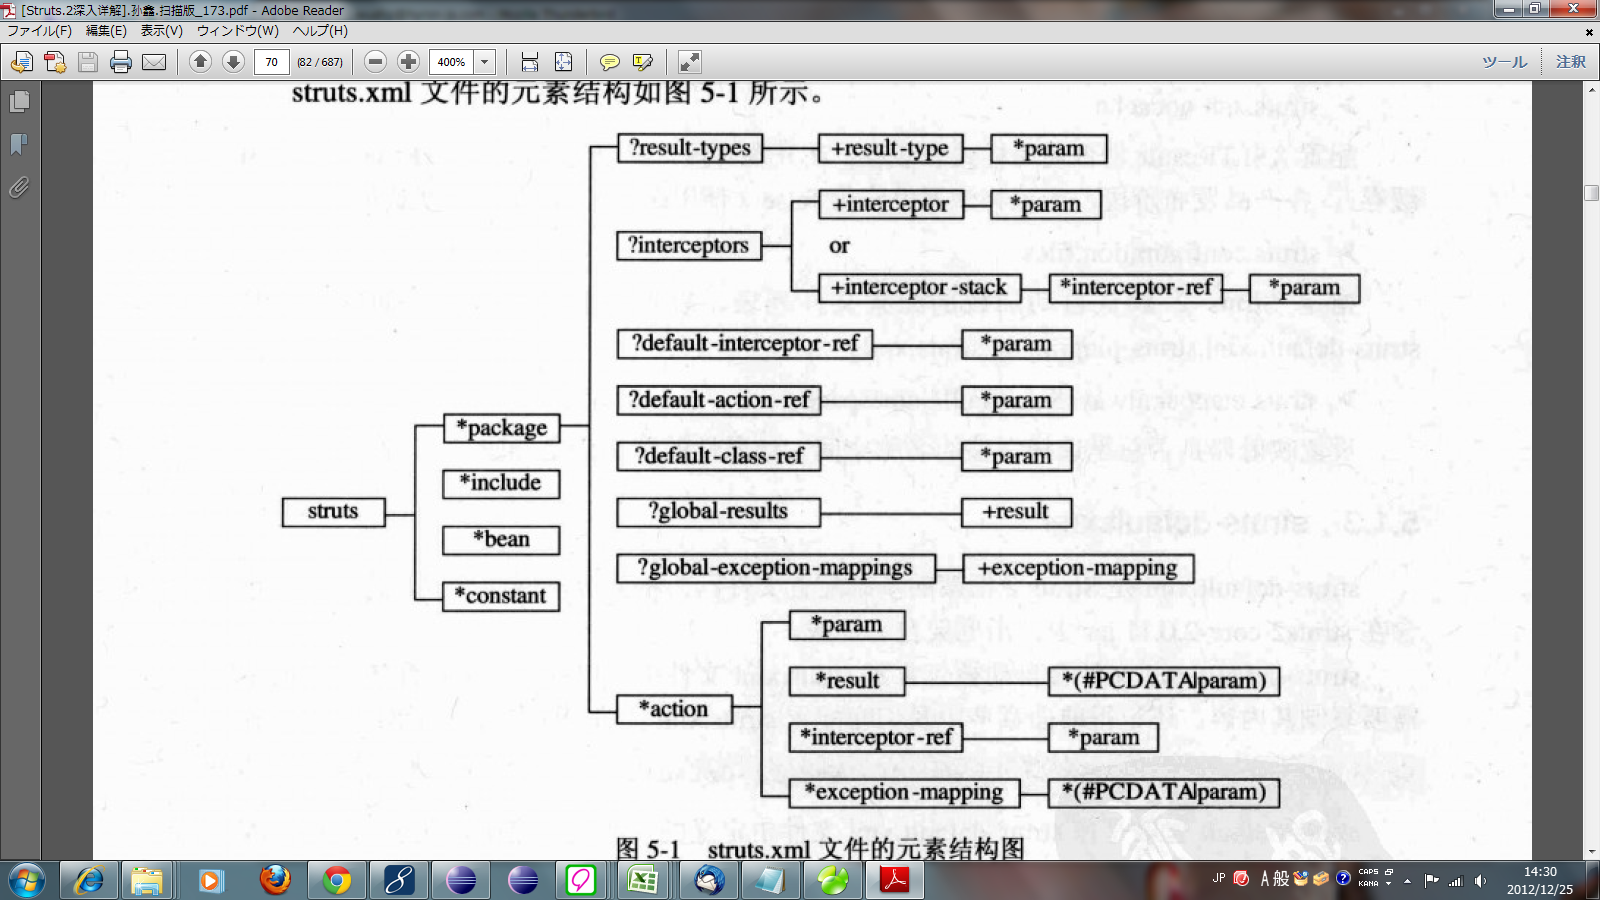 [Struts.2深入详解].孙鑫.扫描版_173.pdf - Adobe Reader
ファイル(F) 編集(E) 表示(V) ウィンドウ(W) ヘルプ(H)
70 (82 / 687) 400% ツール 注釈
struts.xml 文件的元素结构如图 5-1 所示。
?result-types +result-type *param
+interceptor *param
?interceptors or
+interceptor-stack *interceptor-ref *param
?default-interceptor-ref *param
?default-action-ref *param
*package ?default-class-ref *param
*include
struts ?global-results +result
*bean
?global-exception-mappings +exception-mapping
*constant
*param
*result *(#PCDATA|param)
*action
*interceptor-ref *param
*exception-mapping *(#PCDATA|param)
图 5-1 struts.xml 文件的元素结构图
JP A 般 CAPS KANA 14:30
2012/12/25